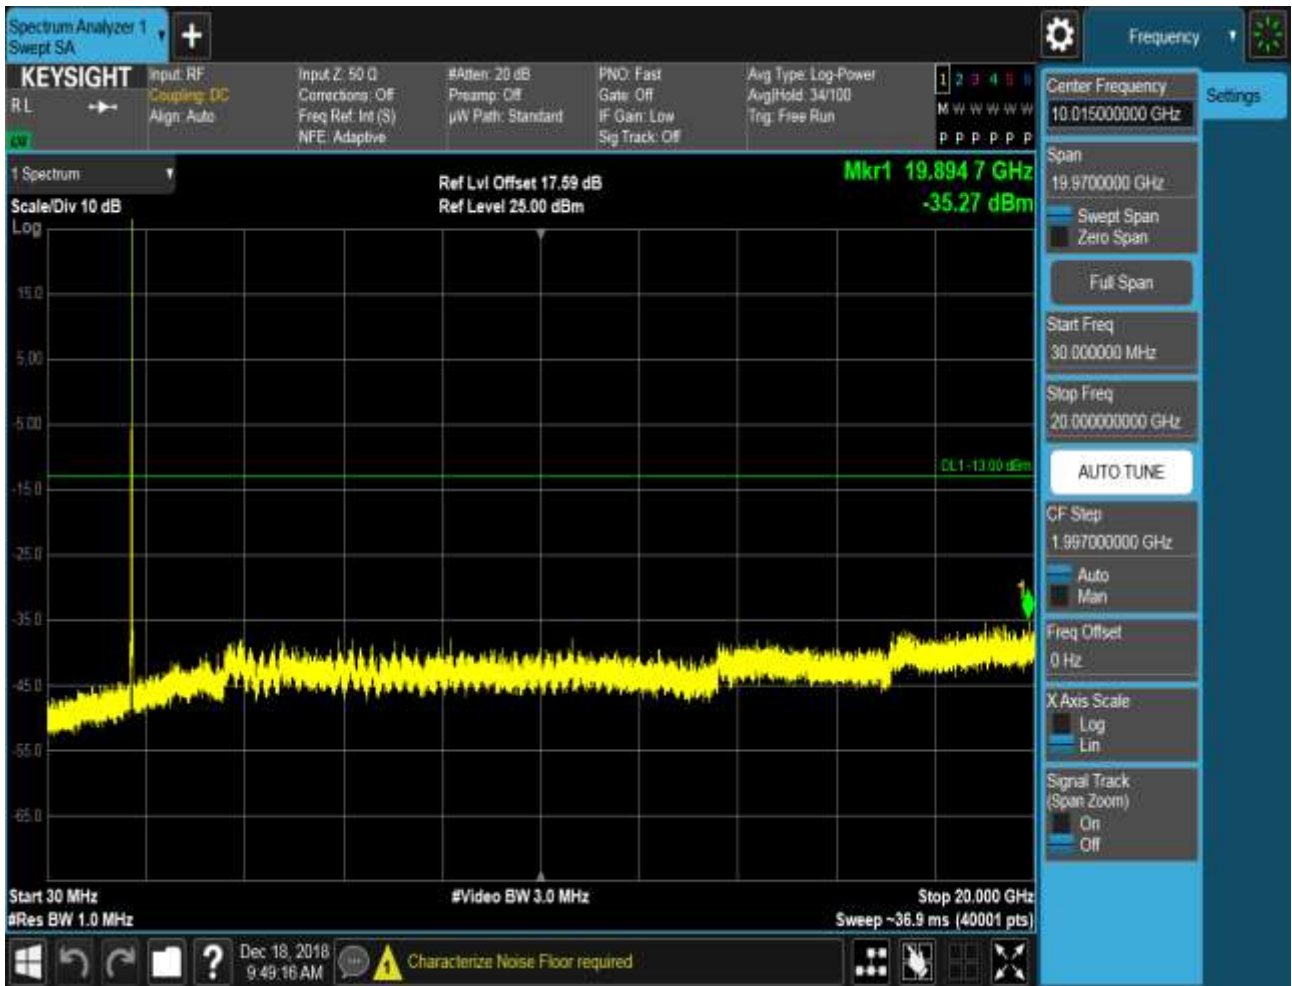 Spectrum Analyzer 1
Swept SA
+
Frequency
KEYSIGHT
RL
Input: RF
Coupling: DC
Align: Auto
Input Z: 50 Ω
Corrections: Off
Freq Ref: Int (S)
NFE: Adaptive
#Atten: 20 dB
Preamp: Off
µW Path: Standard
PNO: Fast
Gate: Off
IF Gain: Low
Sig Track: Off
Avg Type: Log-Power
Avg|Hold: 34/100
Trig: Free Run
1 2 3 4 5 6
M W W W W W
P P P P P P
1 Spectrum
Scale/Div 10 dB
Log
Ref Lvl Offset 17.59 dB
Ref Level 25.00 dBm
Mkr1 19.894 7 GHz
-35.27 dBm
15.0
5.00
-5.00
DL1 -13.00 dBm
-15.0
-25.0
1
-35.0
-45.0
-55.0
-65.0
Start 30 MHz
#Video BW 3.0 MHz
Stop 20.000 GHz
#Res BW 1.0 MHz
Sweep ~36.9 ms (40001 pts)
Center Frequency
10.015000000 GHz
Settings
Span
19.9700000 GHz
Swept Span
Zero Span
Full Span
Start Freq
30.000000 MHz
Stop Freq
20.000000000 GHz
AUTO TUNE
CF Step
1.997000000 GHz
Auto
Man
Freq Offset
0 Hz
X Axis Scale
Log
Lin
Signal Track
(Span Zoom)
On
Off
?
Dec 18, 2018
9:49:16 AM
Characterize Noise Floor required